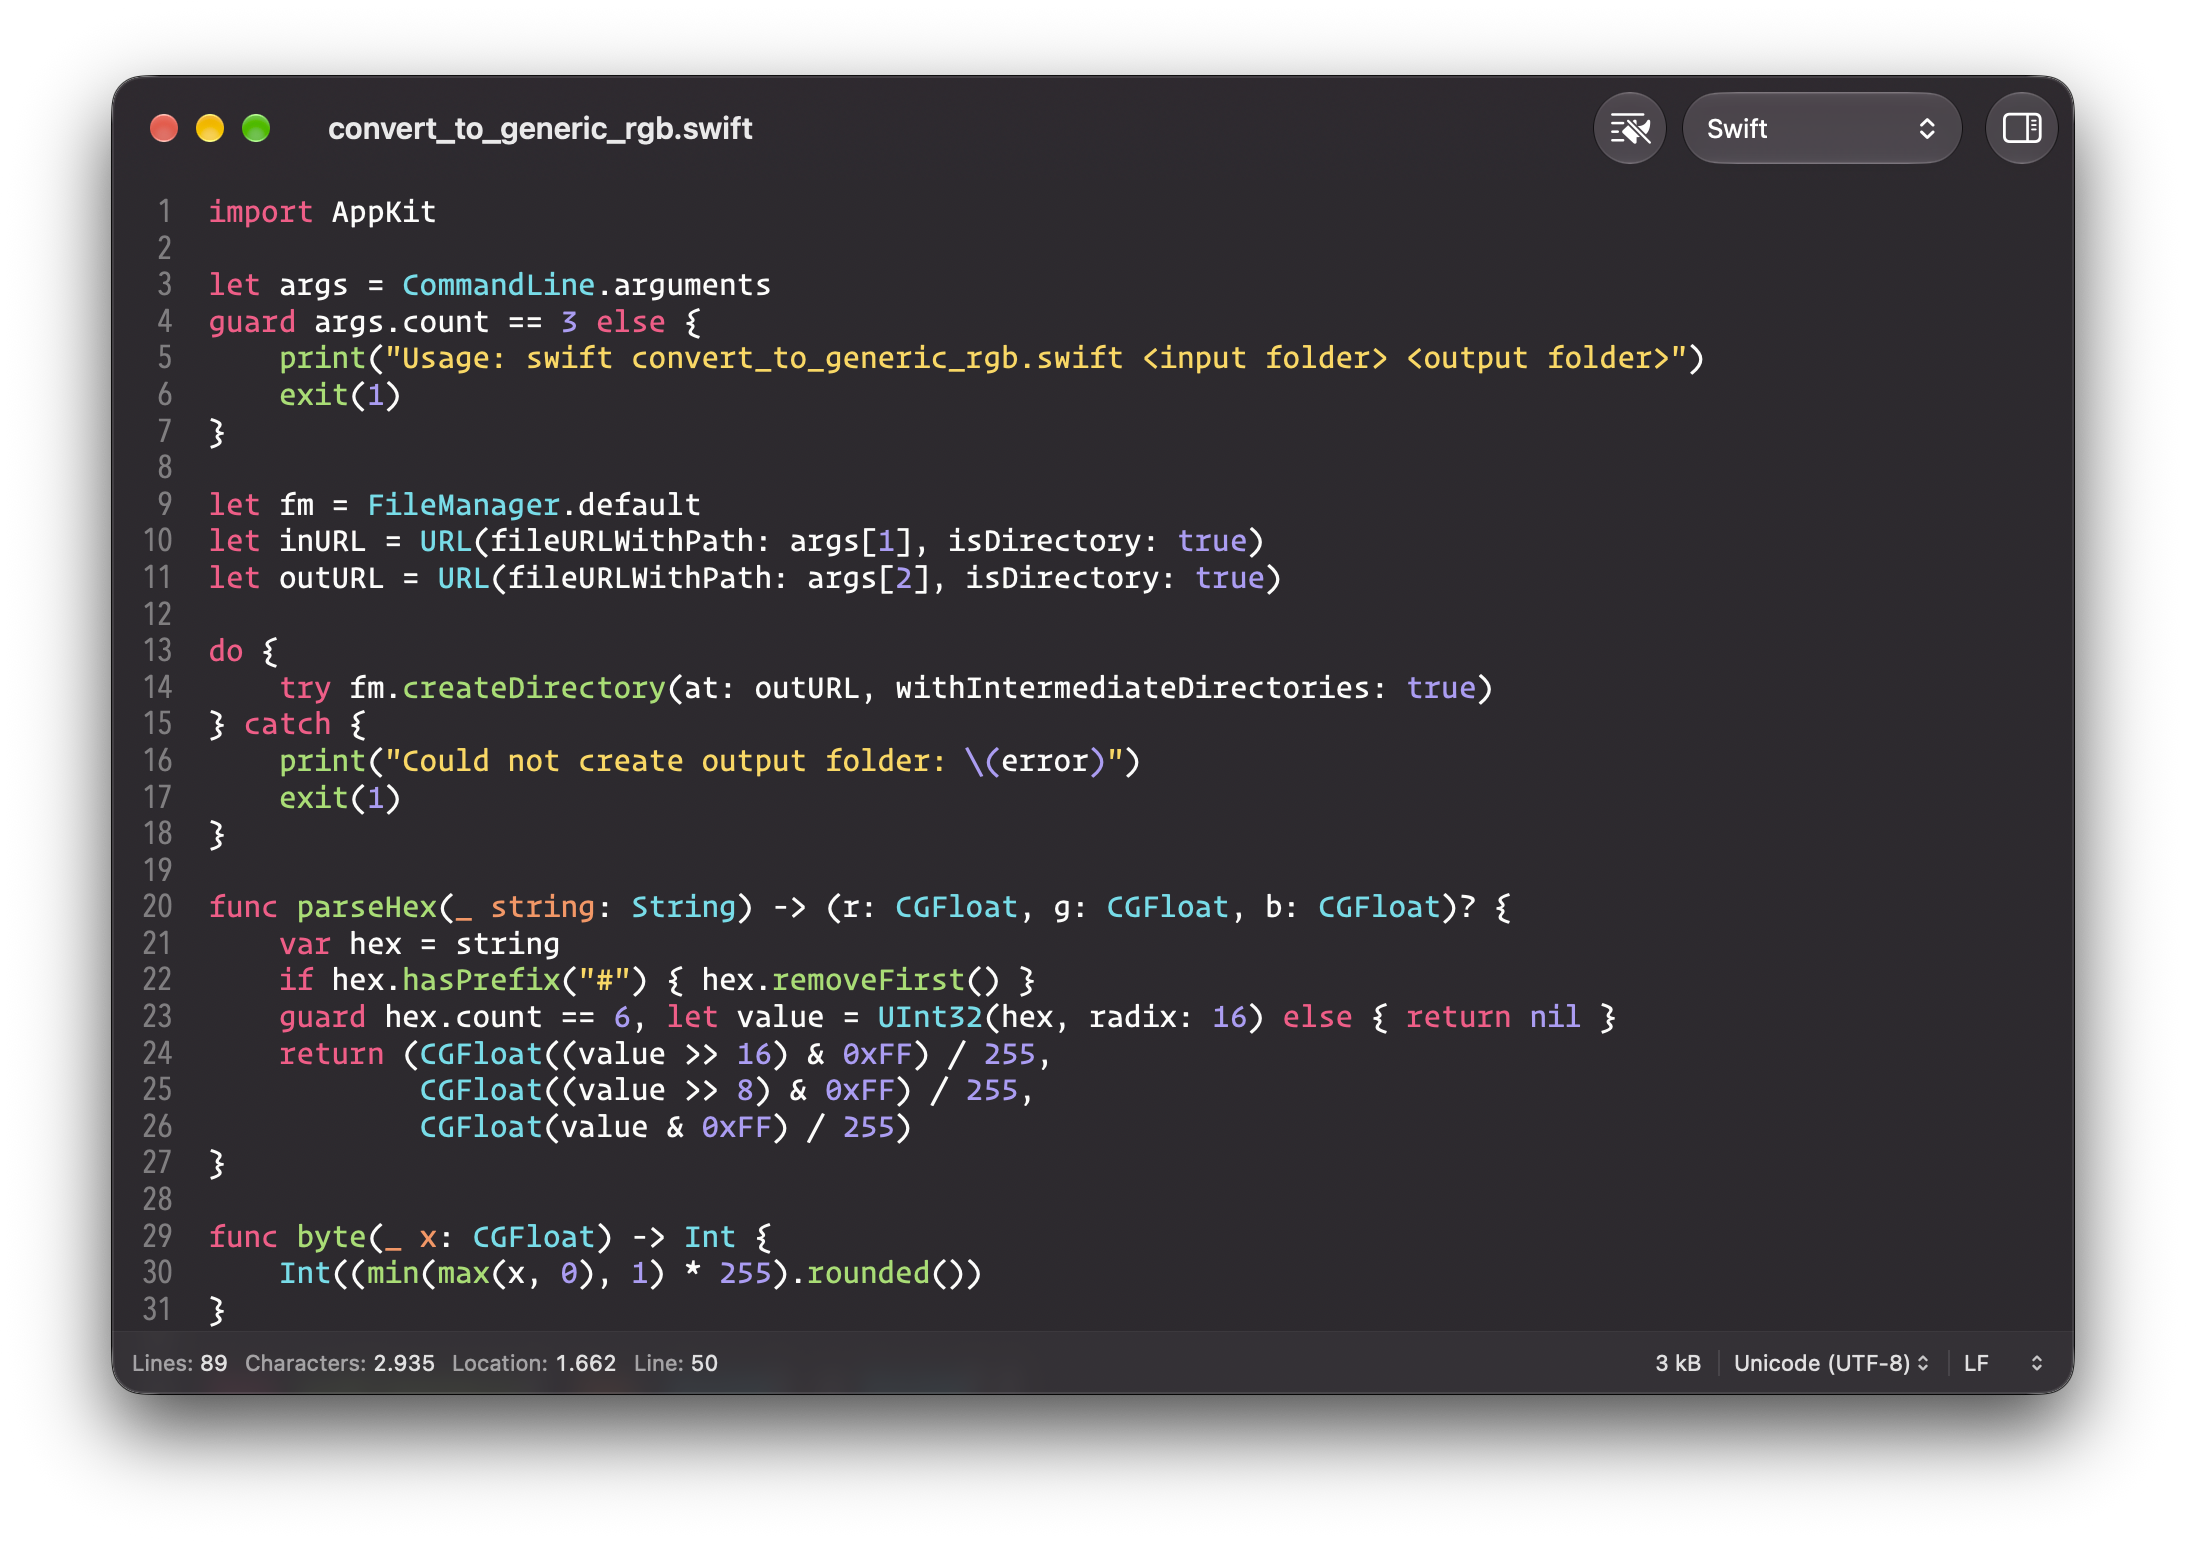 convert_to_generic_rgb.swift
Swift
1 import AppKit
2
3 let args = CommandLine.arguments
4 guard args.count == 3 else {
5     print("Usage: swift convert_to_generic_rgb.swift <input folder> <output folder>")
6     exit(1)
7 }
8
9 let fm = FileManager.default
10 let inURL = URL(fileURLWithPath: args[1], isDirectory: true)
11 let outURL = URL(fileURLWithPath: args[2], isDirectory: true)
12
13 do {
14     try fm.createDirectory(at: outURL, withIntermediateDirectories: true)
15 } catch {
16     print("Could not create output folder: \(error)")
17     exit(1)
18 }
19
20 func parseHex(_ string: String) -> (r: CGFloat, g: CGFloat, b: CGFloat)? {
21     var hex = string
22     if hex.hasPrefix("#") { hex.removeFirst() }
23     guard hex.count == 6, let value = UInt32(hex, radix: 16) else { return nil }
24     return (CGFloat((value >> 16) & 0xFF) / 255,
25             CGFloat((value >> 8) & 0xFF) / 255,
26             CGFloat(value & 0xFF) / 255)
27 }
28
29 func byte(_ x: CGFloat) -> Int {
30     Int((min(max(x, 0), 1) * 255).rounded())
31 }
Lines: 89 Characters: 2.935 Location: 1.662 Line: 50 3 kB Unicode (UTF-8) LF